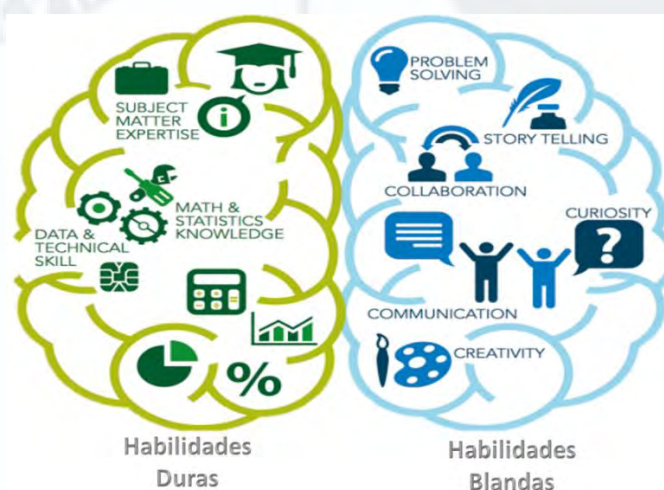 SUBJECT
MATTER
EXPERTISE
i
MATH &
STATISTICS
KNOWLEDGE
DATA &
TECHNICAL
SKILL
%
Habilidades
Duras
PROBLEM
SOLVING
STORY TELLING
COLLABORATION
CURIOSITY
?
COMMUNICATION
CREATIVITY
Habilidades
Blandas